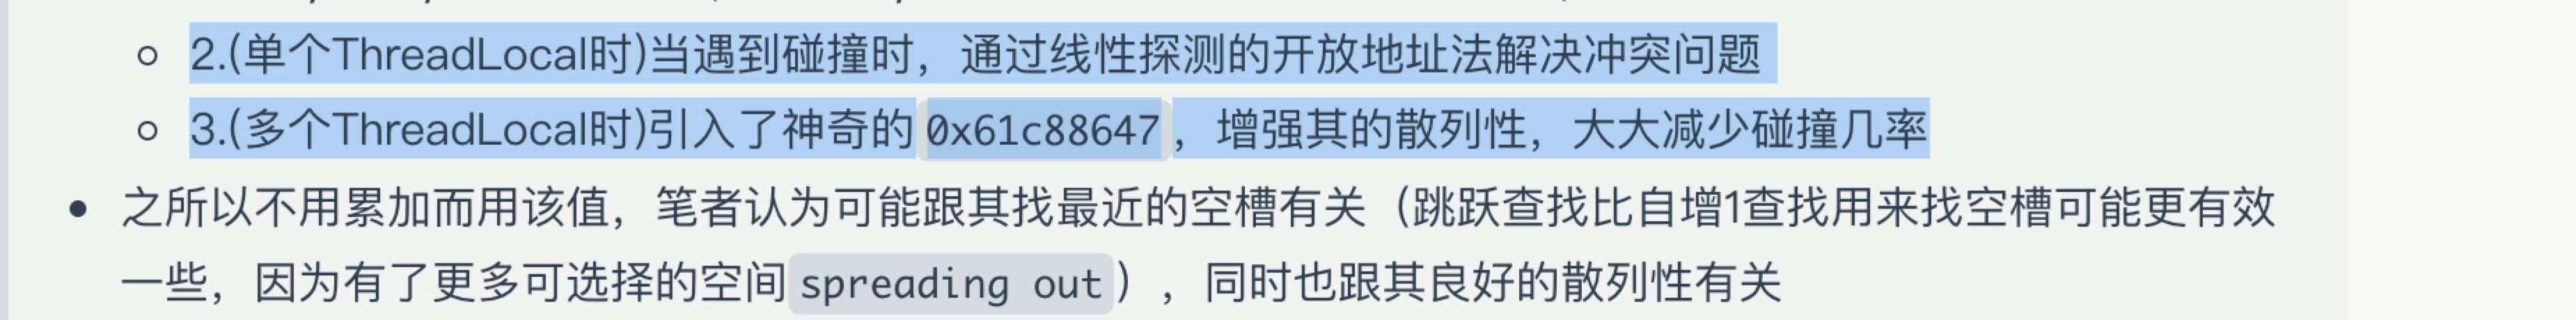 2.(单个ThreadLocal时)当遇到碰撞时，通过线性探测的开放地址法解决冲突问题
3.(多个ThreadLocal时)引入了神奇的 0x61c88647 ，增强其的散列性，大大减少碰撞几率
之所以不用累加而用该值，笔者认为可能跟其找最近的空槽有关（跳跃查找比自增1查找用来找空槽可能更有效
一些，因为有了更多可选择的空间 spreading out ），同时也跟其良好的散列性有关